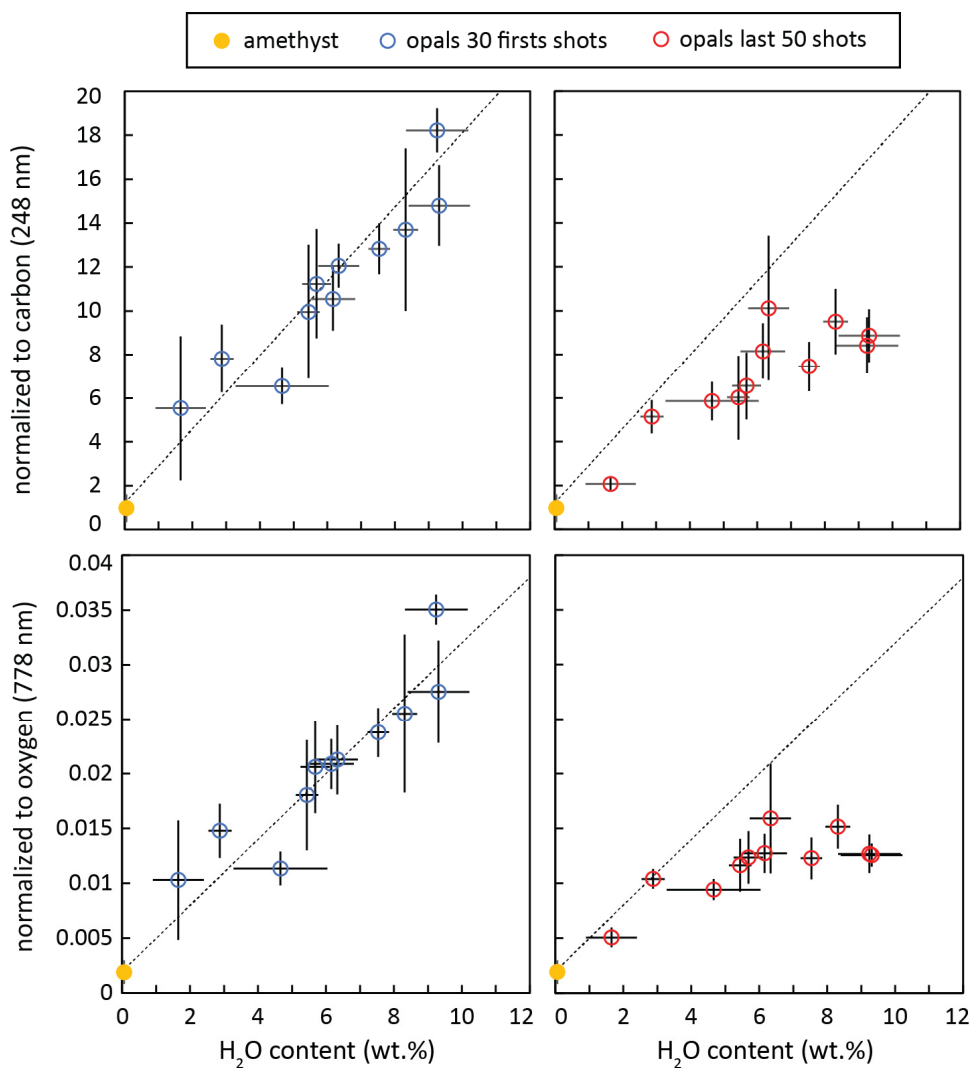 amethyst opals 30 firsts shots opals last 50 shots
normalized to carbon (248 nm)
20
18
16
14
12
10
8
6
4
2
0
normalized to oxygen (778 nm)
0.04
0.035
0.03
0.025
0.02
0.015
0.01
0.005
0
0 2 4 6 8 10 12
H₂O content (wt.%)
0 2 4 6 8 10 12
H₂O content (wt.%)